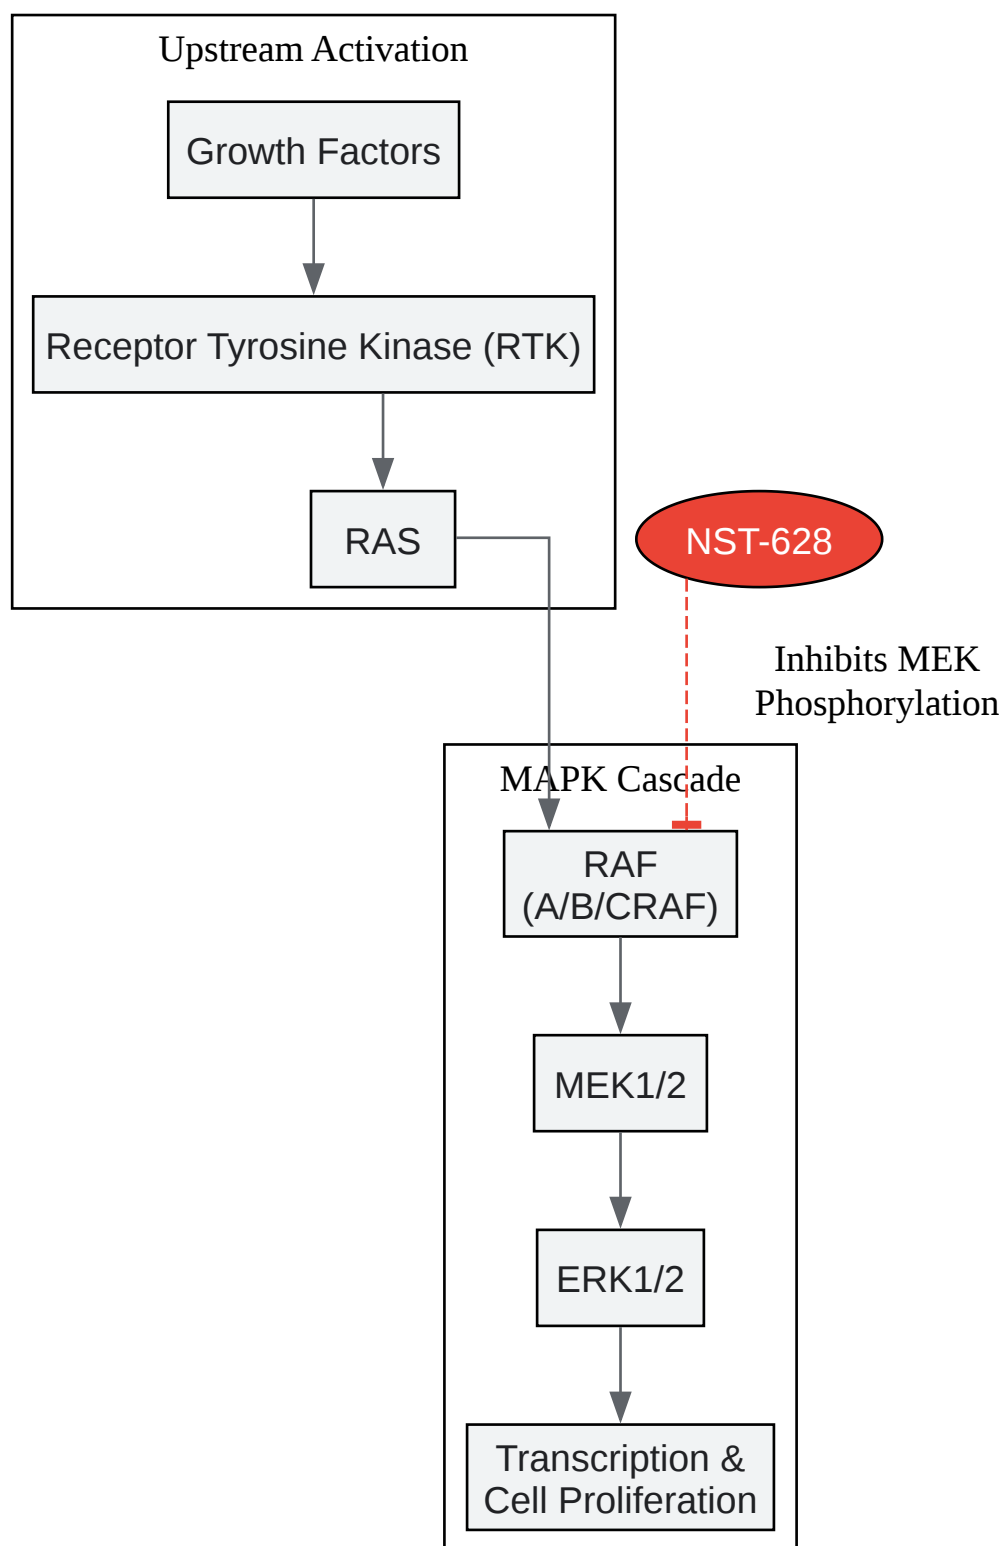 Upstream Activation
Growth Factors
Receptor Tyrosine Kinase (RTK)
RAS
NST-628
Inhibits MEK
Phosphorylation
MAPK Cascade
RAF
(A/B/CRAF)
MEK1/2
ERK1/2
Transcription &
Cell Proliferation